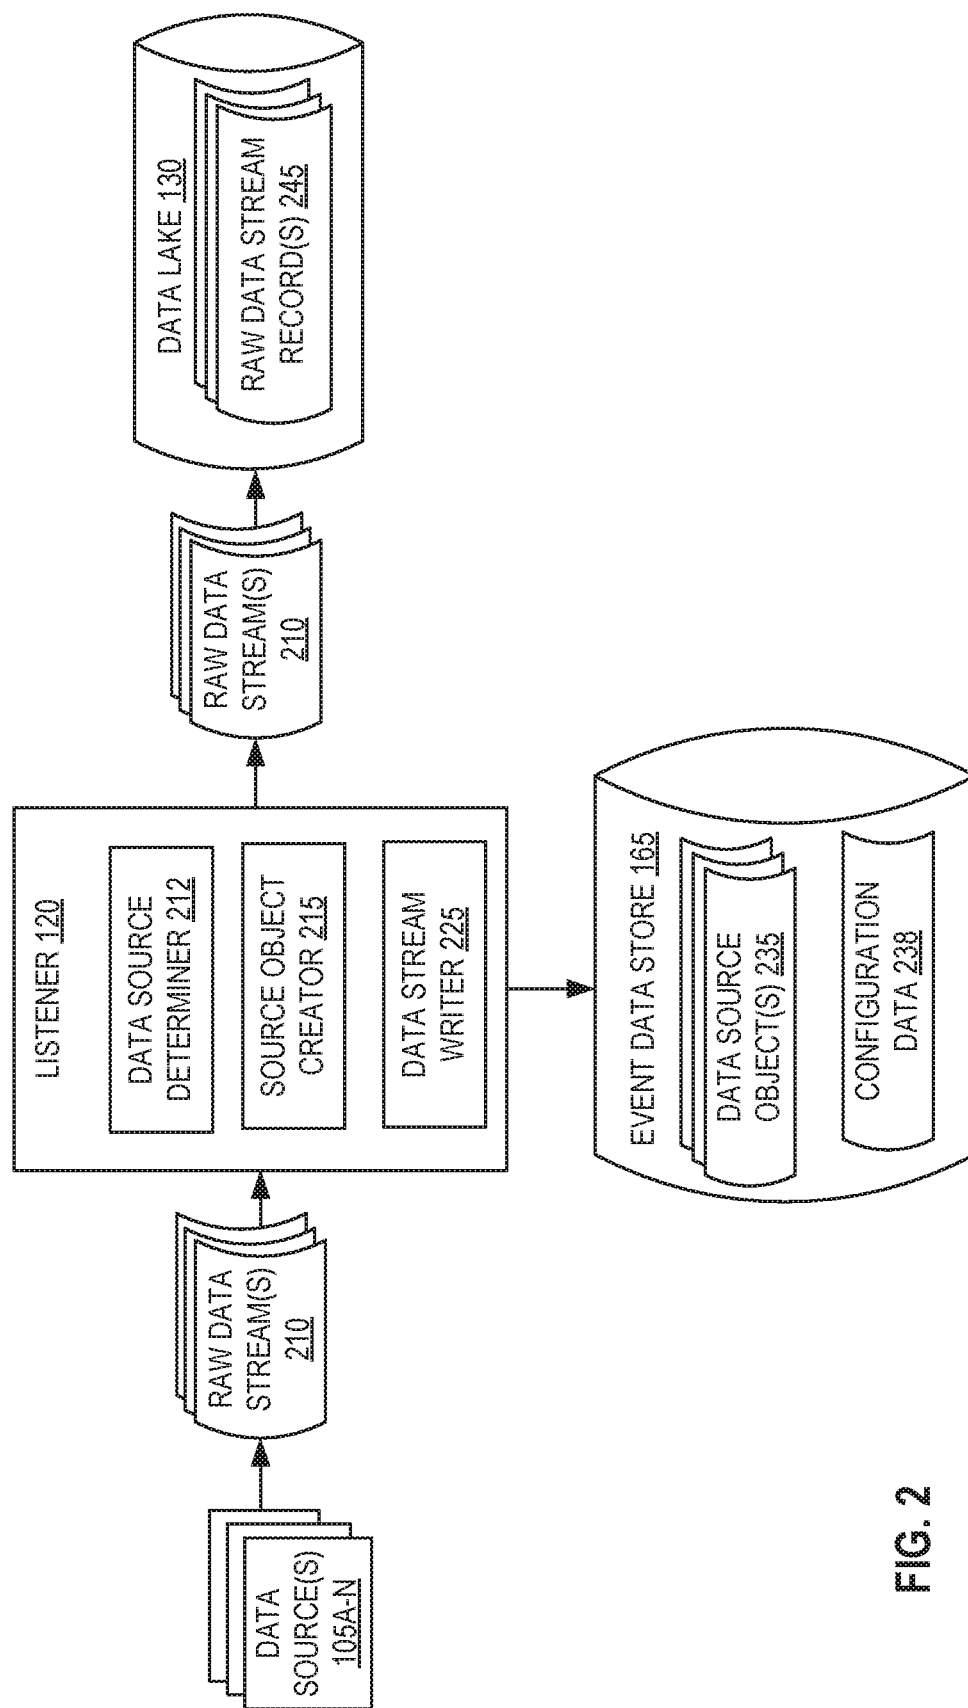 DATA
SOURCE(S)
105A-N
RAW DATA
STREAM(S)
210
LISTENER 120
DATA SOURCE
DETERMINER 212
SOURCE OBJECT
CREATOR 215
DATA STREAM
WRITER 225
RAW DATA
STREAM(S)
210
DATA LAKE 130
RAW DATA STREAM
RECORD(S) 245
EVENT DATA STORE 165
DATA SOURCE
OBJECT(S) 235
CONFIGURATION
DATA 238
FIG. 2